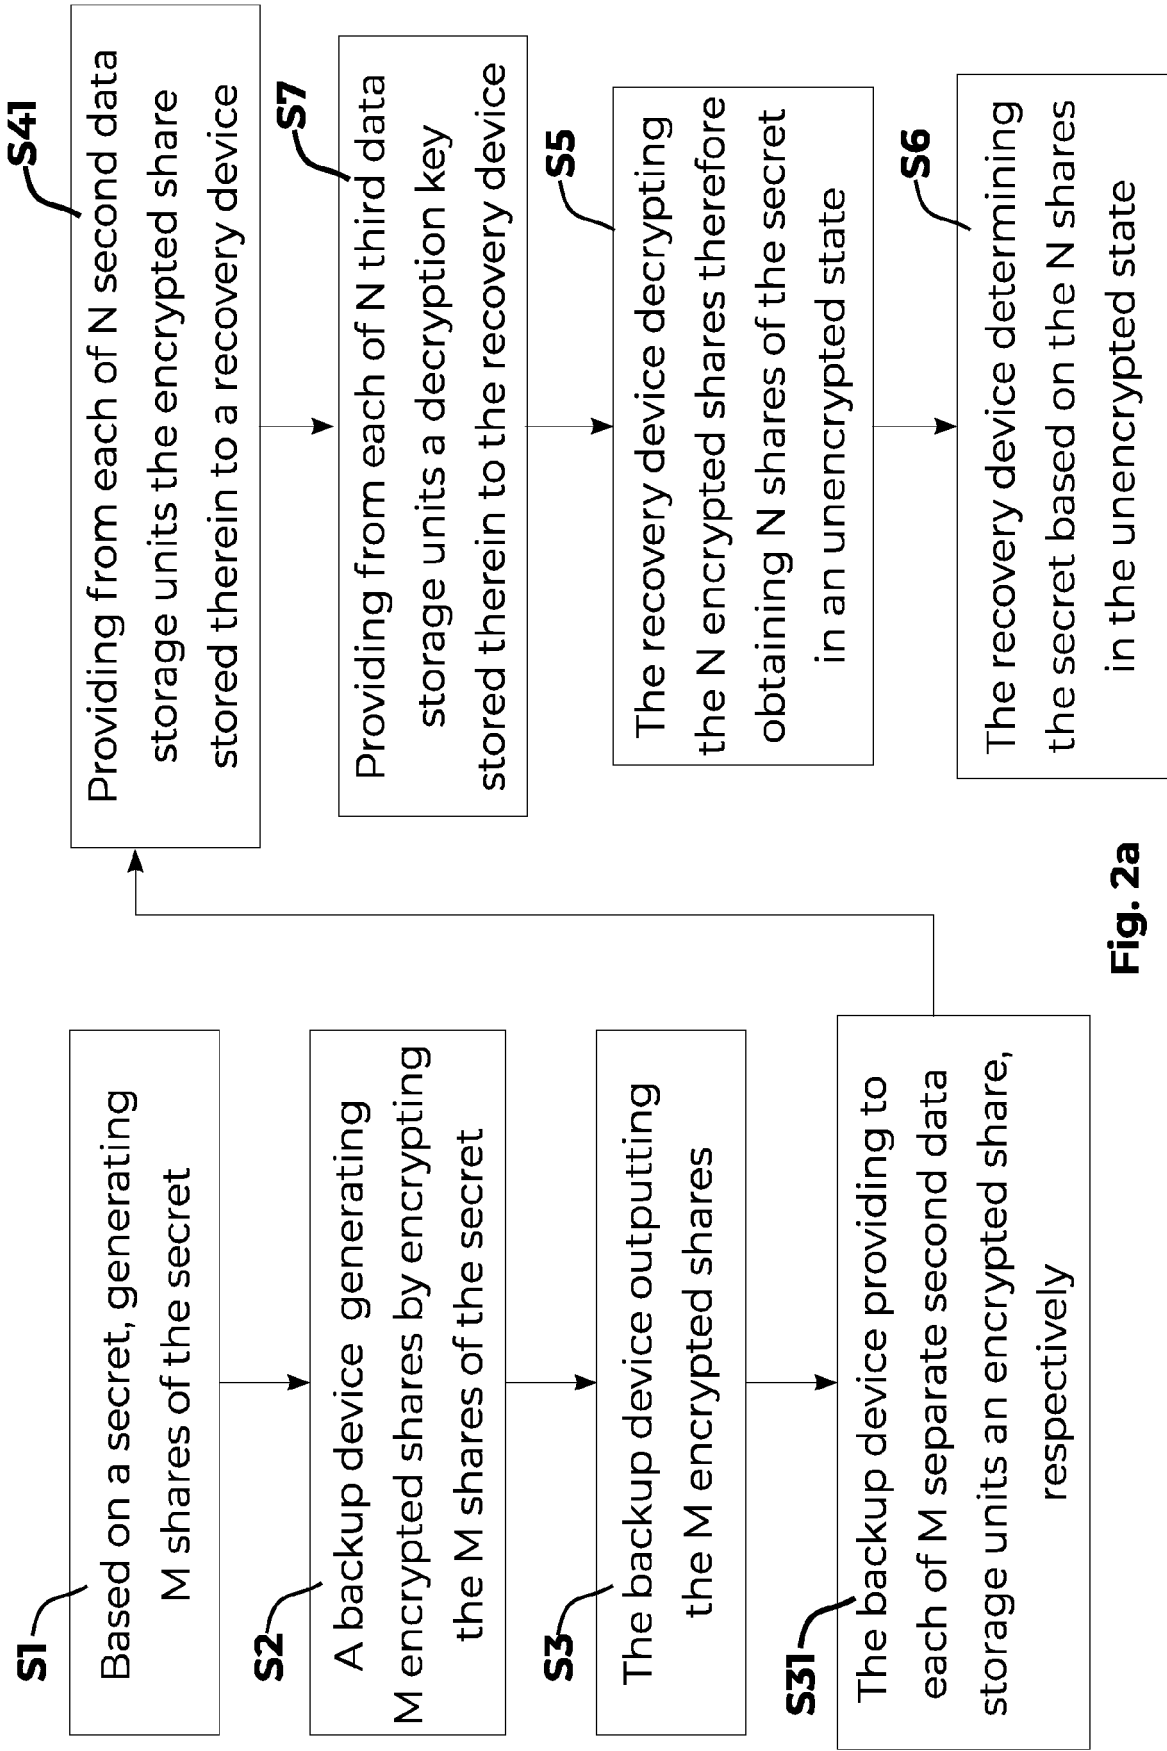 S1
Based on a secret, generating
M shares of the secret
S2
A backup device generating
M encrypted shares by encrypting
the M shares of the secret
S3
The backup device outputting
the M encrypted shares
S31
The backup device providing to
each of M separate second data
storage units an encrypted share,
respectively
S41
Providing from each of N second data
storage units the encrypted share
stored therein to a recovery device
S7
Providing from each of N third data
storage units a decryption key
stored therein to the recovery device
S5
The recovery device decrypting
the N encrypted shares therefore
obtaining N shares of the secret
in an unencrypted state
S6
The recovery device determining
the secret based on the N shares
in the unencrypted state
Fig. 2a